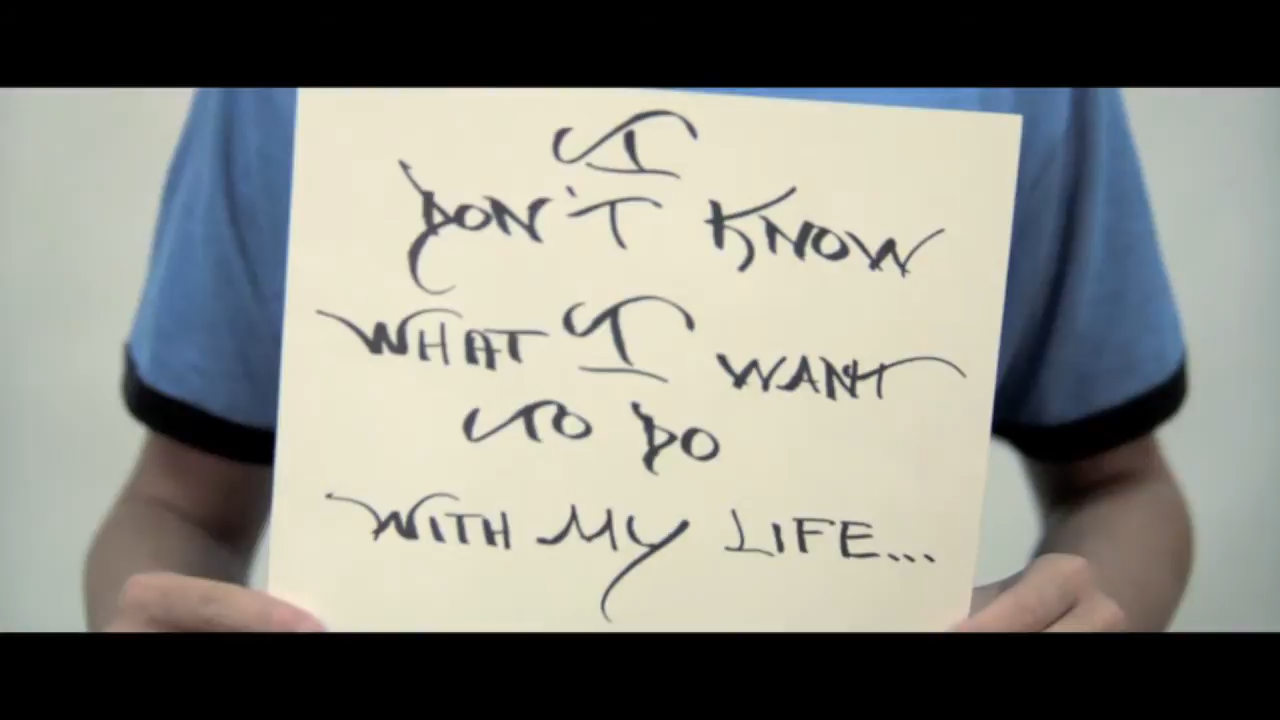 I
DON'T KNOW
WHAT I WANT
TO DO
WITH MY LIFE...